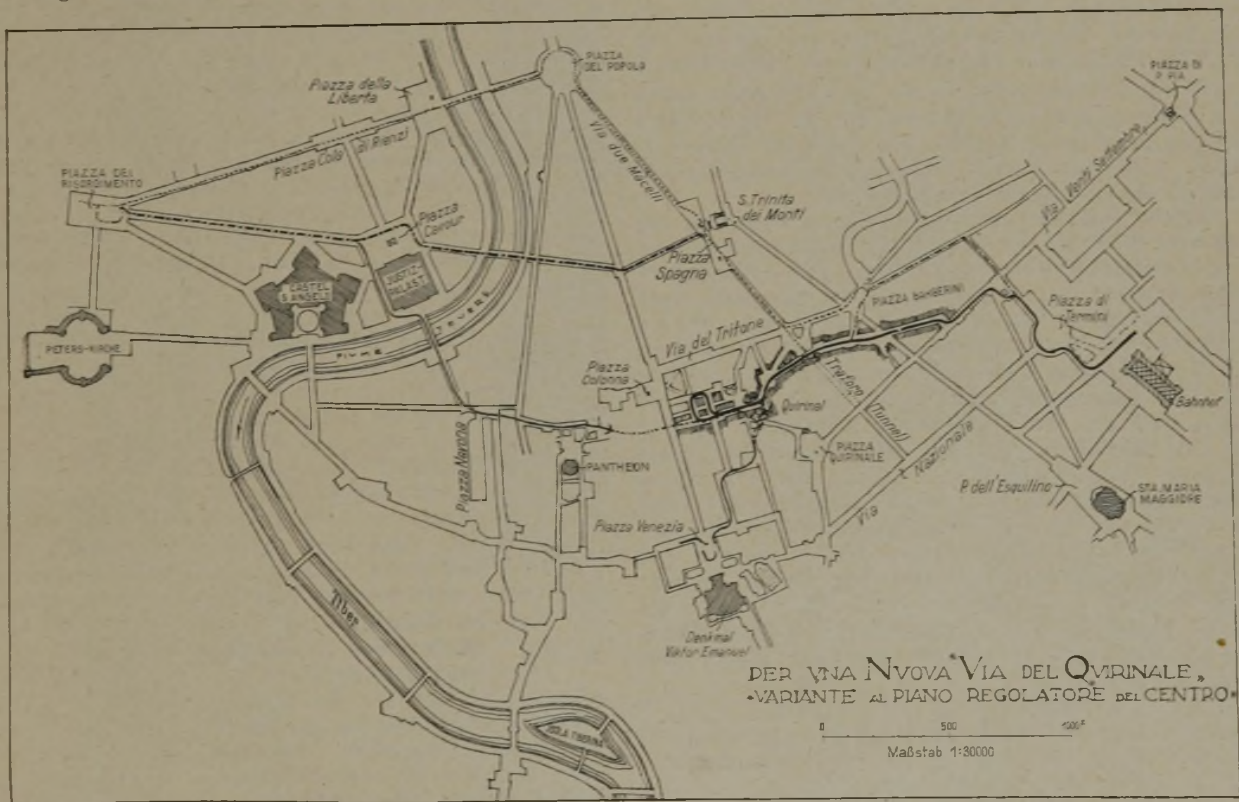 PIAZZA
DEL POPOLO
PIAZZA DI
P. PIA
Piazza della
Liberta
Piazza Cola di Rienzi
Via due Macelli
Via Venti Settembre
PIAZZA DEI
RISORGIMENTO
Piazza
Cavour
S. Trinita
dei Monti
Piazza
Spagna
CASTEL
S. ANGELO
JUSTIZ-
PALAST
TEVERE
FIUME
PETERS-KIRCHE
PIAZZA BARBERINI
Piazza di
Termini
Via del Tritone
Piazza
Colonna
Traforo
(Tunnel)
Bahnhof
Quirinal
Piazza Navona
PIAZZA
QUIRINALE
Via Nazionale
PANTHEON
P. dell'Esquilino
STA. MARIA
MAGGIORE
Piazza Venezia
Tiber
Denkmal
Viktor Emanuel
ISOLA TIBERINA
PER VNA NVOVA "VIA DEL QVIRINALE„
•VARIANTE AL PIANO REGOLATORE DEL CENTRO•
0 500 1000
Maßstab 1:30000